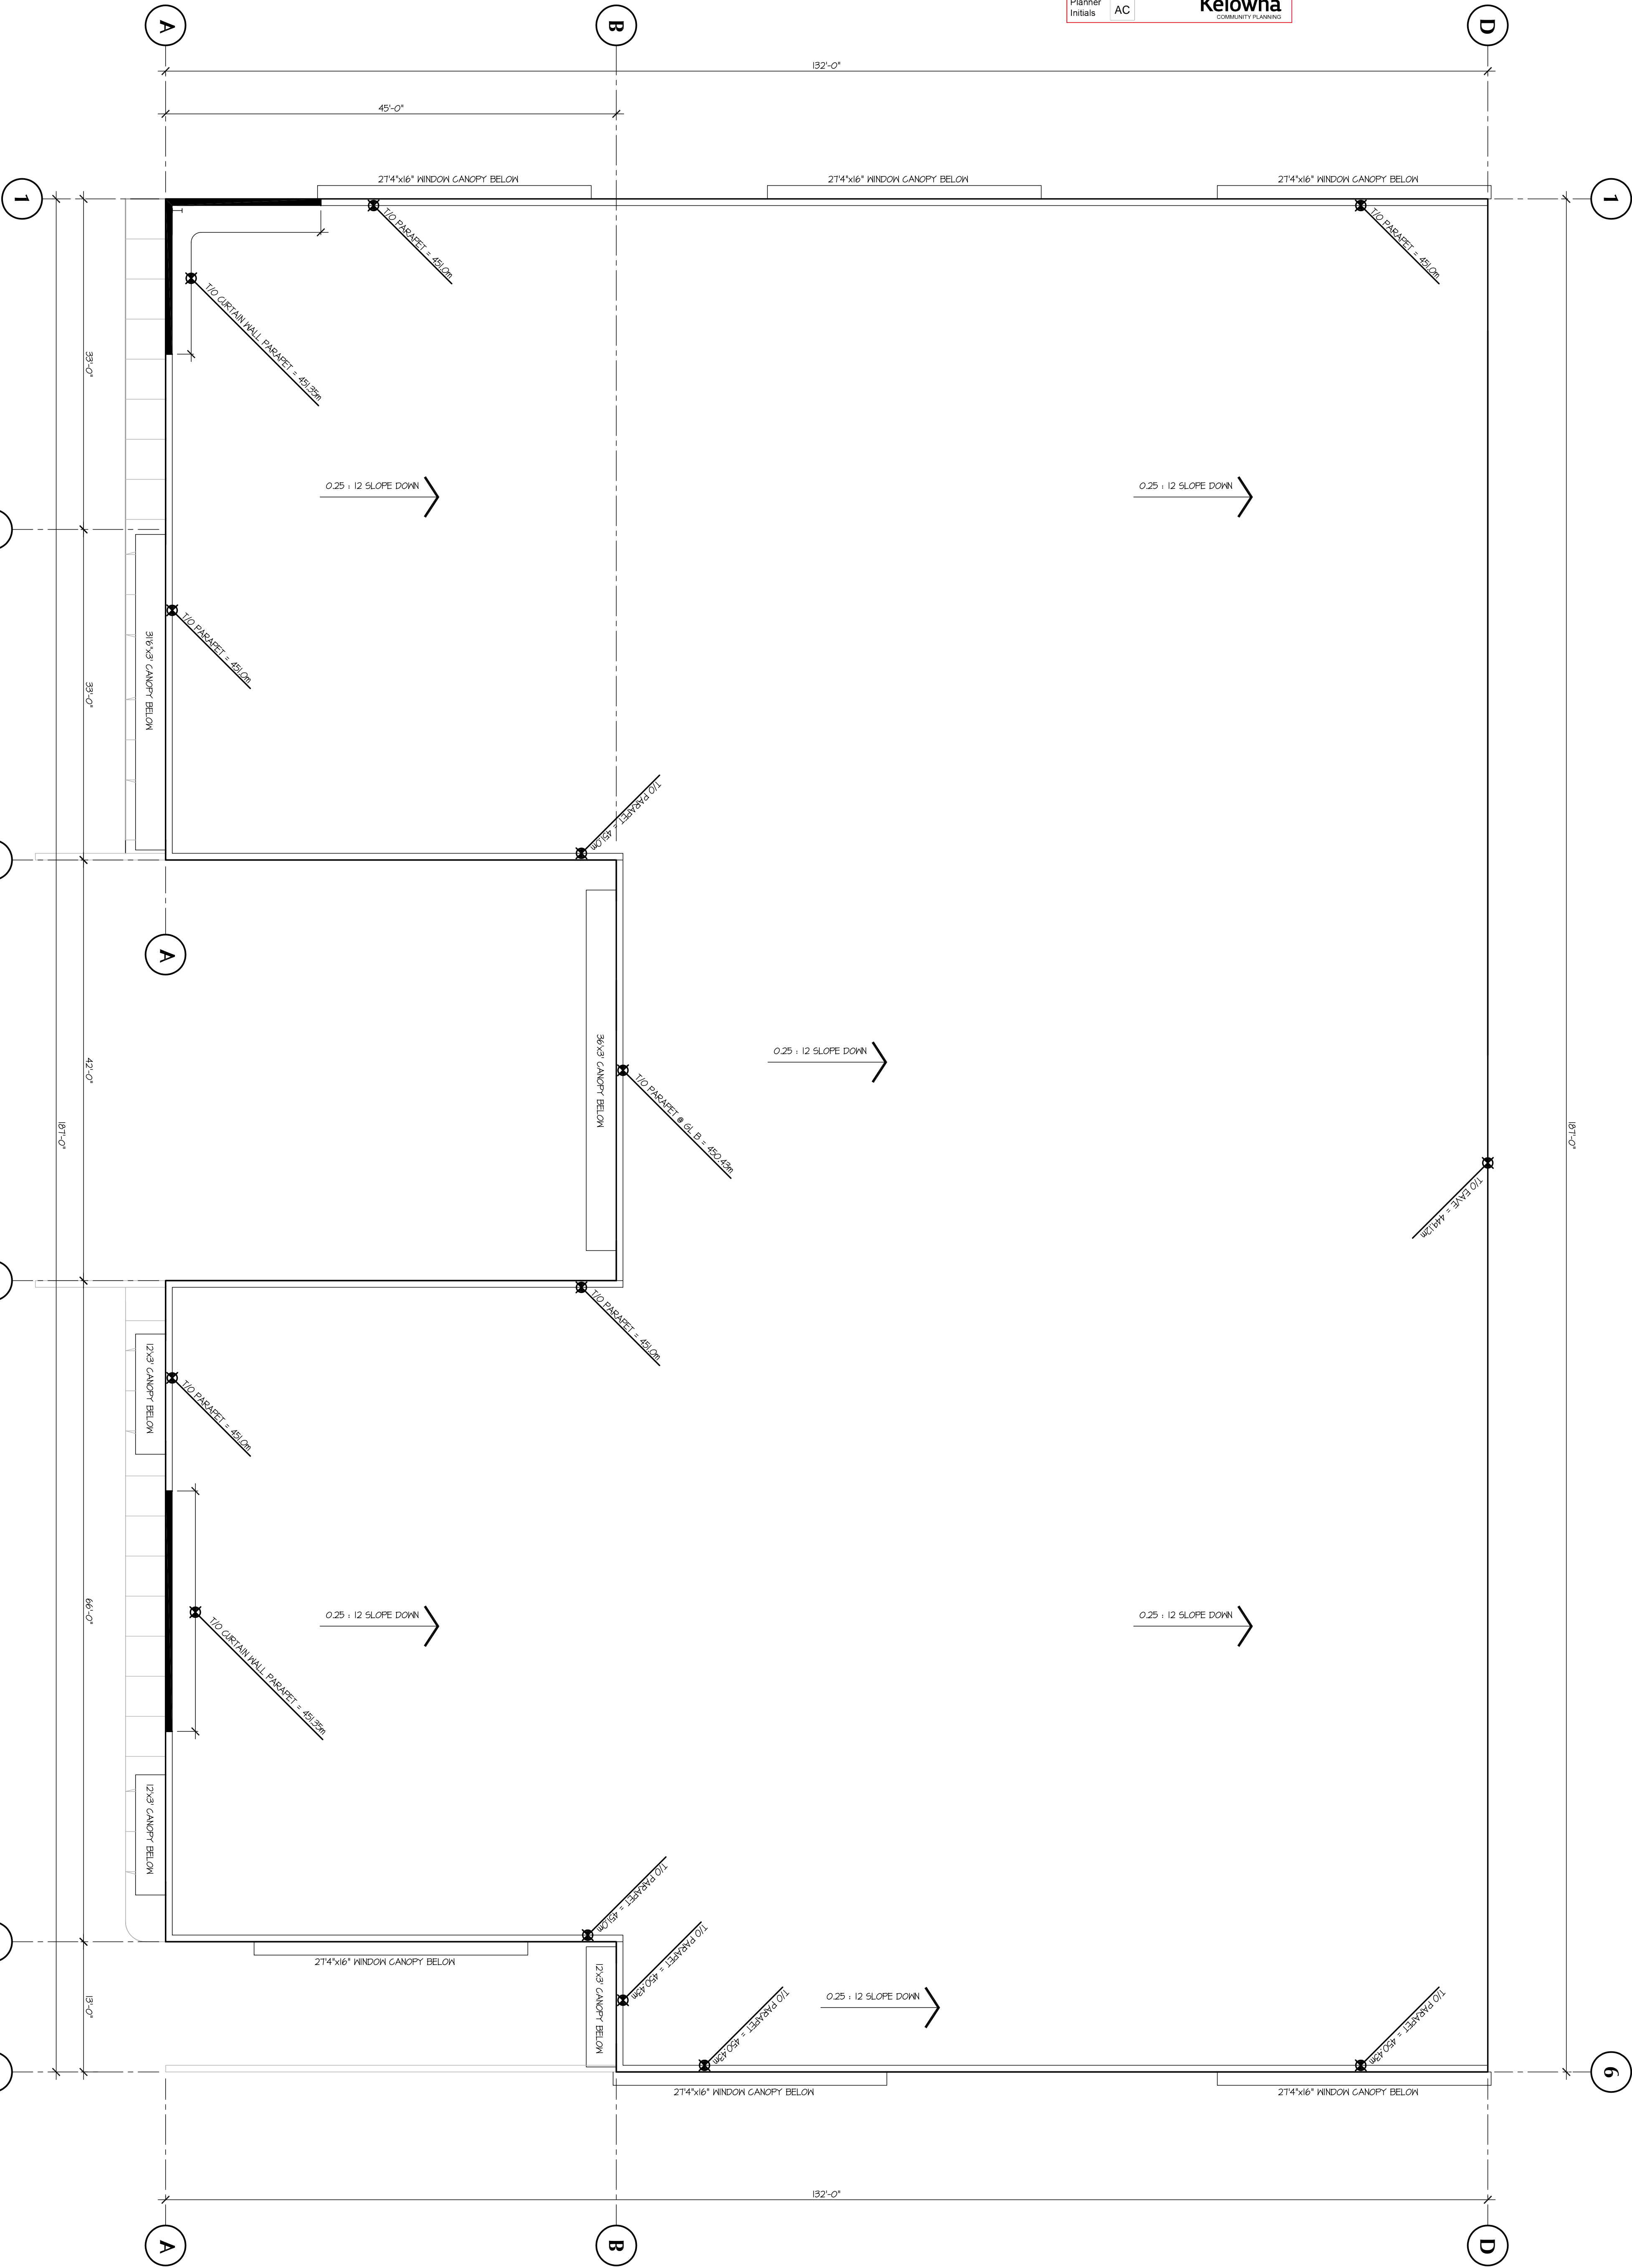 Planner
Initials
AC
Kelowna
COMMUNITY PLANNING
A
B
D
132'-0"
45'-0"
27'4"x16" WINDOW CANOPY BELOW
27'4"x16" WINDOW CANOPY BELOW
27'4"x16" WINDOW CANOPY BELOW
1
1
T/O PARAPET = 451.0m
T/O PARAPET = 451.0m
T/O CURTAIN WALL PARAPET = 451.35m
33'-0"
0.25 : 12 SLOPE DOWN
0.25 : 12 SLOPE DOWN
T/O PARAPET = 451.0m
31'6"x3' CANOPY BELOW
33'-0"
T/O PARAPET = 451.0m
A
36'x3' CANOPY BELOW
0.25 : 12 SLOPE DOWN
T/O PARAPET @ GL B = 450.43m
42'-0"
187'-0"
187'-0"
T/O EAVE = 449.12m
T/O PARAPET = 451.0m
12'x3' CANOPY BELOW
T/O PARAPET = 451.0m
66'-0"
0.25 : 12 SLOPE DOWN
0.25 : 12 SLOPE DOWN
T/O CURTAIN WALL PARAPET = 451.35m
12'x3' CANOPY BELOW
T/O PARAPET = 451.0m
T/O PARAPET = 450.43m
27'4"x16" WINDOW CANOPY BELOW
12'x3' CANOPY BELOW
13'-0"
0.25 : 12 SLOPE DOWN
T/O PARAPET = 450.43m
T/O PARAPET = 450.43m
6
27'4"x16" WINDOW CANOPY BELOW
27'4"x16" WINDOW CANOPY BELOW
132'-0"
A
B
D